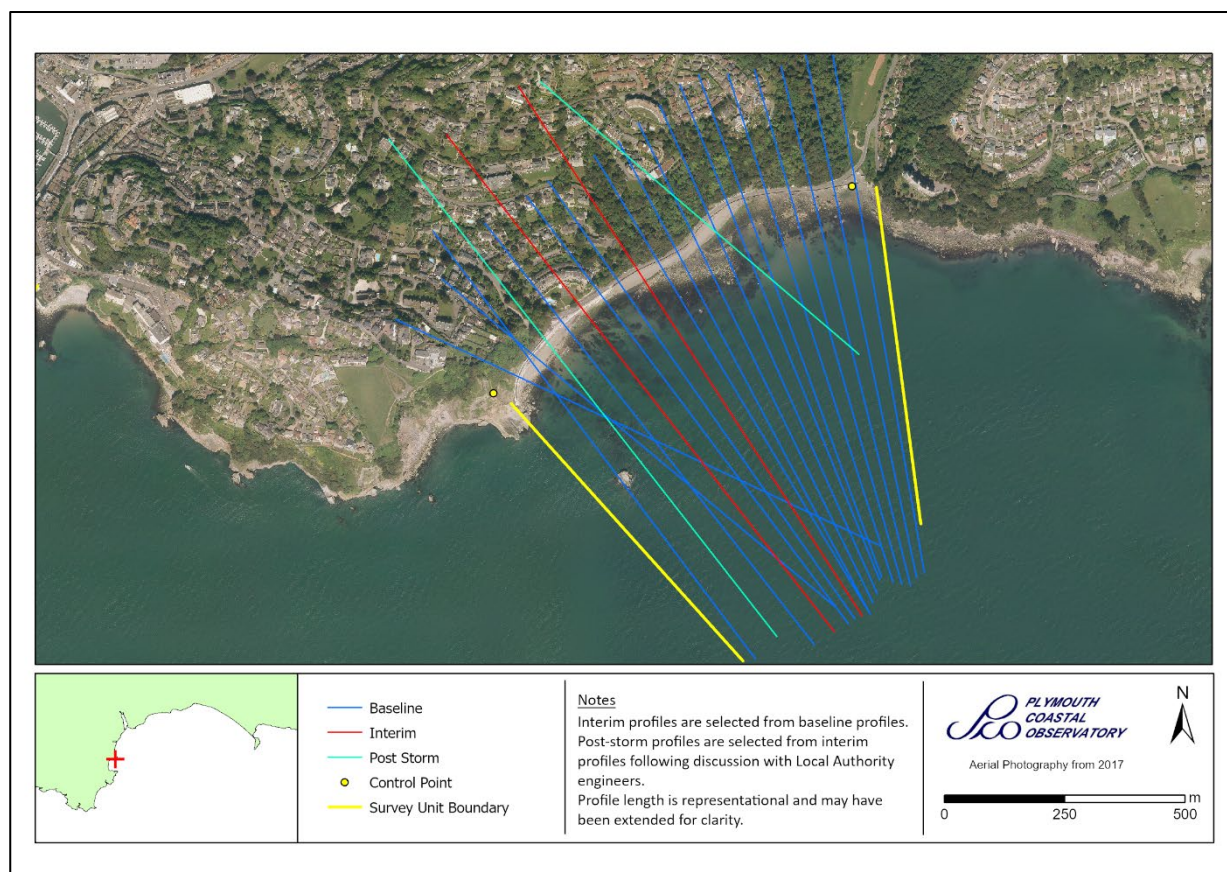 Baseline
Interim
Post Storm
Control Point
Survey Unit Boundary
Notes
Interim profiles are selected from baseline profiles.
Post-storm profiles are selected from interim
profiles following discussion with Local Authority
engineers.
Profile length is representational and may have
been extended for clarity.
PCO
PLYMOUTH
COASTAL
OBSERVATORY
Aerial Photography from 2017
N
m
0 250 500